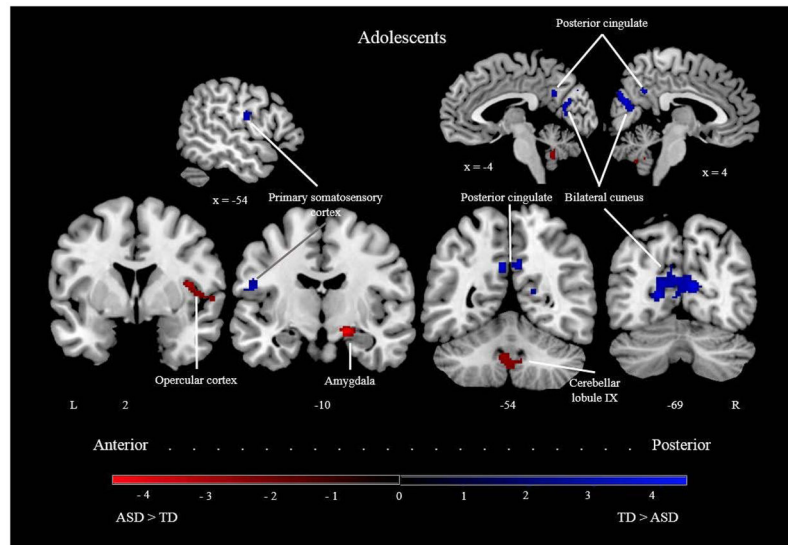 Adolescents
Posterior cingulate
x = -54
x = -4
x = 4
Primary somatosensory
cortex
Posterior cingulate
Bilateral cuneus
Opercular cortex
Amygdala
Cerebellar
lobule IX
L 2 -10 -54 -69 R
Anterior . . . . . . . . . . . . . . . . . . Posterior
- 4 - 3 - 2 - 1 0 1 2 3 4
ASD > TD TD > ASD